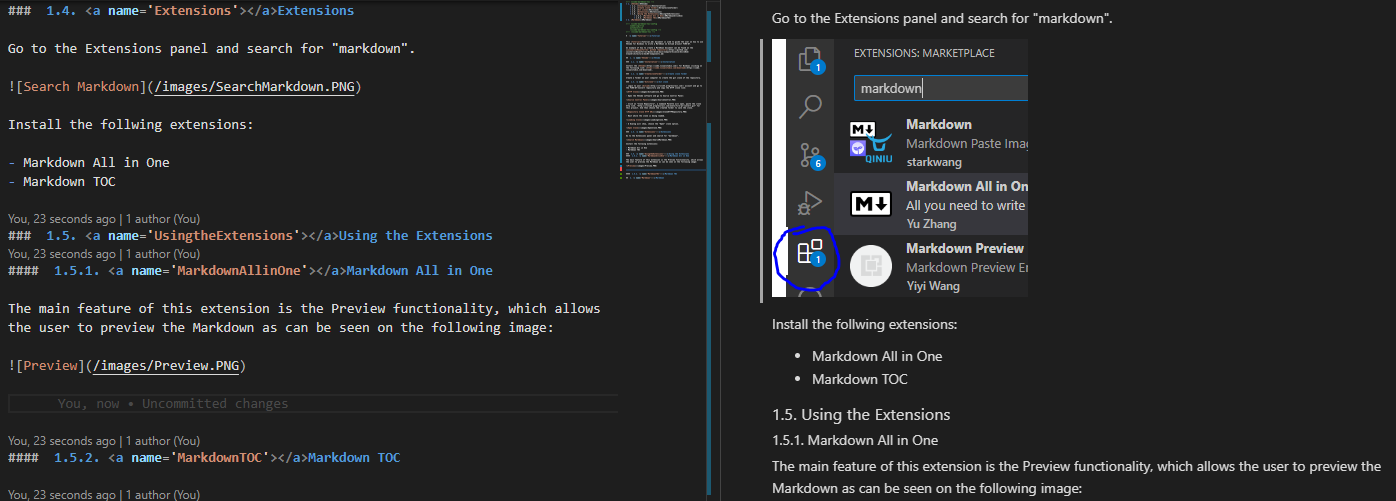 ###  1.4. <a name='Extensions'></a>Extensions
Go to the Extensions panel and search for "markdown".
![Search Markdown](/images/SearchMarkdown.PNG)
Install the follwing extensions:
- Markdown All in One
- Markdown TOC
You, 23 seconds ago | 1 author (You)
###  1.5. <a name='UsingtheExtensions'></a>Using the Extensions
You, 23 seconds ago | 1 author (You)
####  1.5.1. <a name='MarkdownAllinOne'></a>Markdown All in One
The main feature of this extension is the Preview functionality, which allows
the user to preview the Markdown as can be seen on the following image:
![Preview](/images/Preview.PNG)
You, now • Uncommitted changes
You, 23 seconds ago | 1 author (You)
####  1.5.2. <a name='MarkdownTOC'></a>Markdown TOC
You, 23 seconds ago | 1 author (You)
Go to the Extensions panel and search for "markdown".
EXTENSIONS: MARKETPLACE
1
markdown
Markdown
Markdown Paste Imag
QINIU
starkwang
6
Markdown All in On
All you need to write
Yu Zhang
1
Markdown Preview
Markdown Preview En
Yiyi Wang
Install the follwing extensions:
• Markdown All in One
• Markdown TOC
1.5. Using the Extensions
1.5.1. Markdown All in One
The main feature of this extension is the Preview functionality, which allows the user to preview the
Markdown as can be seen on the following image: